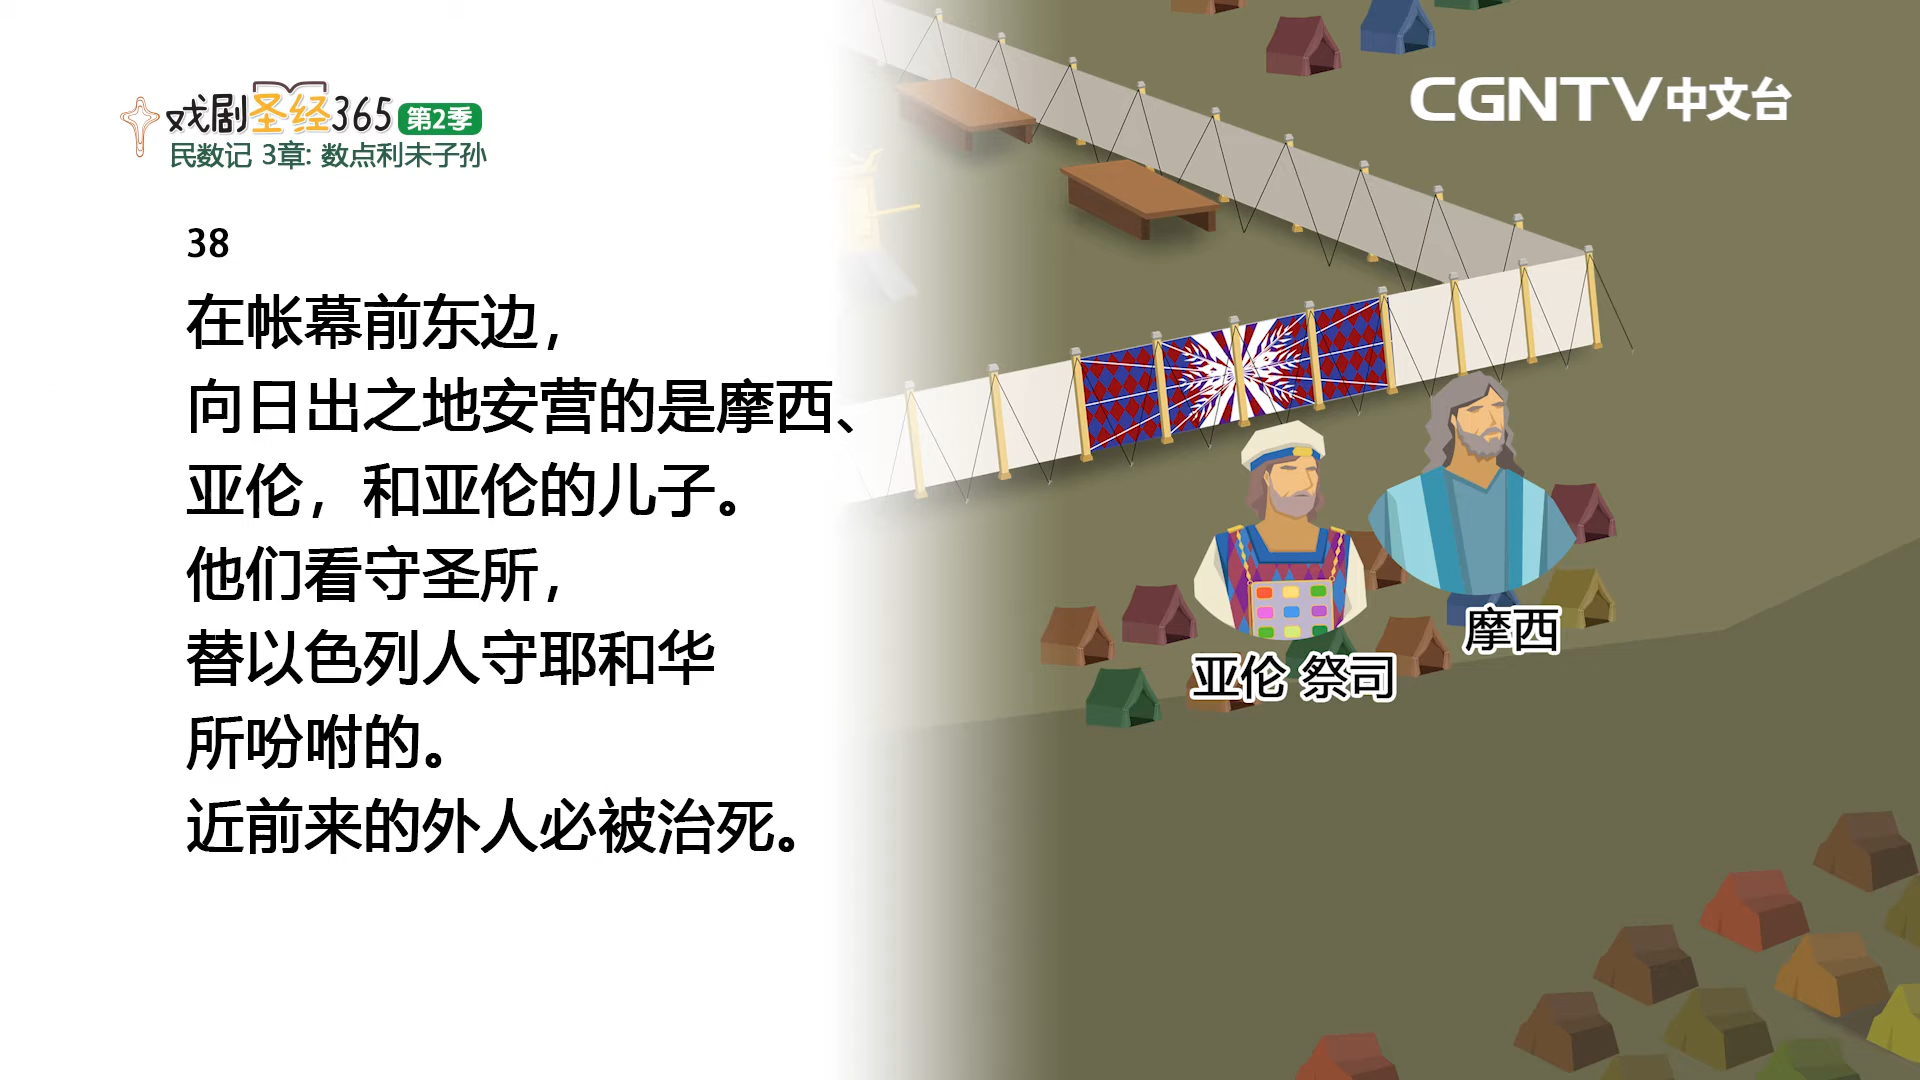 戏剧圣经365 第2季
民数记 3章: 数点利未子孙
CGNTV中文台
38
在帐幕前东边，
向日出之地安营的是摩西、
亚伦，和亚伦的儿子。
他们看守圣所，
替以色列人守耶和华
所吩咐的。
近前来的外人必被治死。
摩西
亚伦 祭司